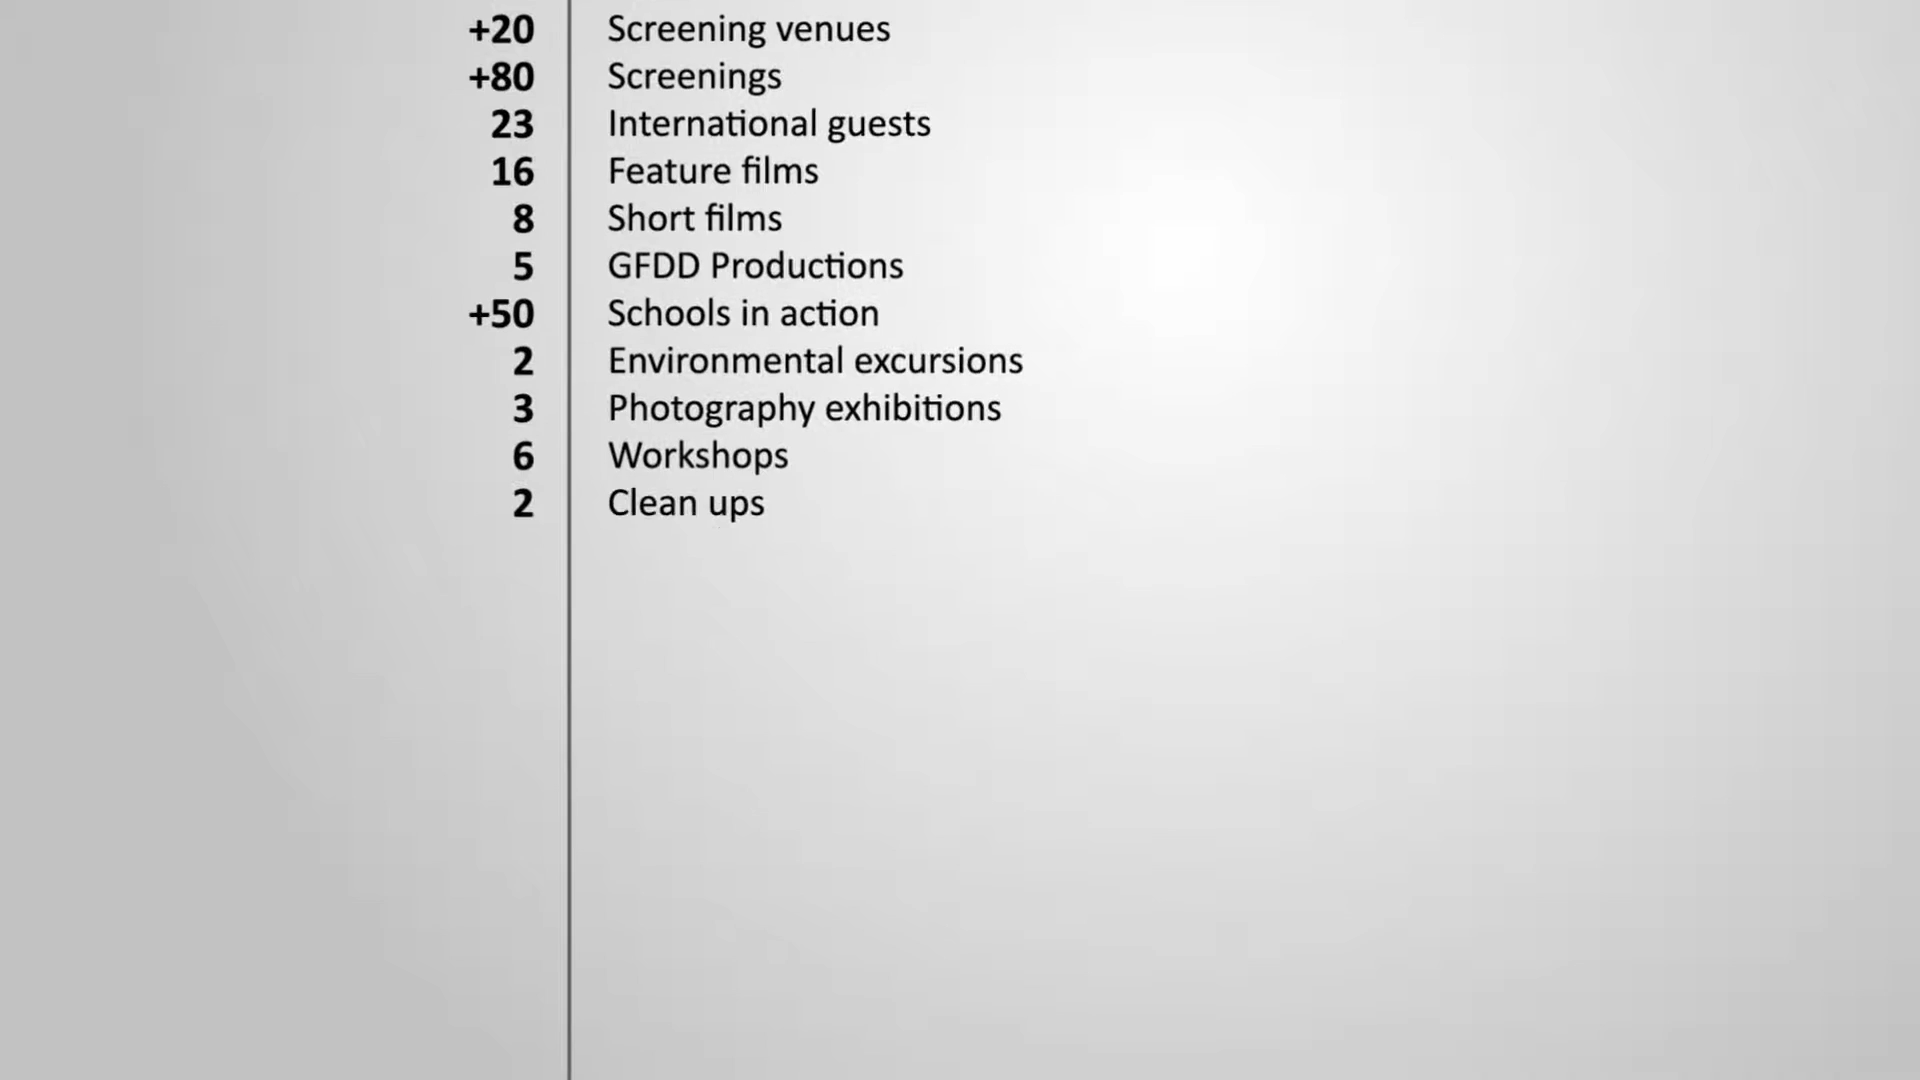 +20 Screening venues
+80 Screenings
23 International guests
16 Feature films
8 Short films
5 GFDD Productions
+50 Schools in action
2 Environmental excursions
3 Photography exhibitions
6 Workshops
2 Clean ups